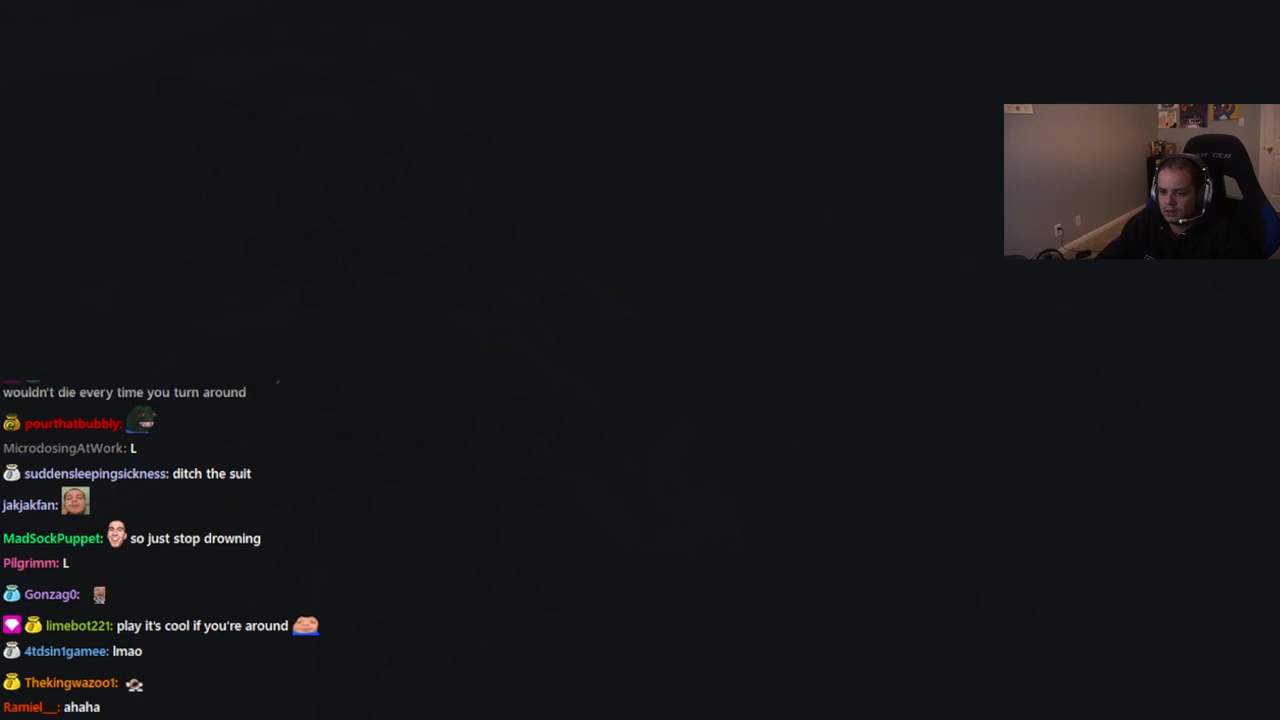 wouldn't die every time you turn around
pourthatbubbly:
MicrodosingAtWork: L
suddensleepingsickness: ditch the suit
jakjakfan:
MadSockPuppet: so just stop drowning
Pilgrimm: L
Gonzag0:
limebot221: play it's cool if you're around
4tdsin1gamee: lmao
Thekingwazoo1:
Ramiel__: ahaha